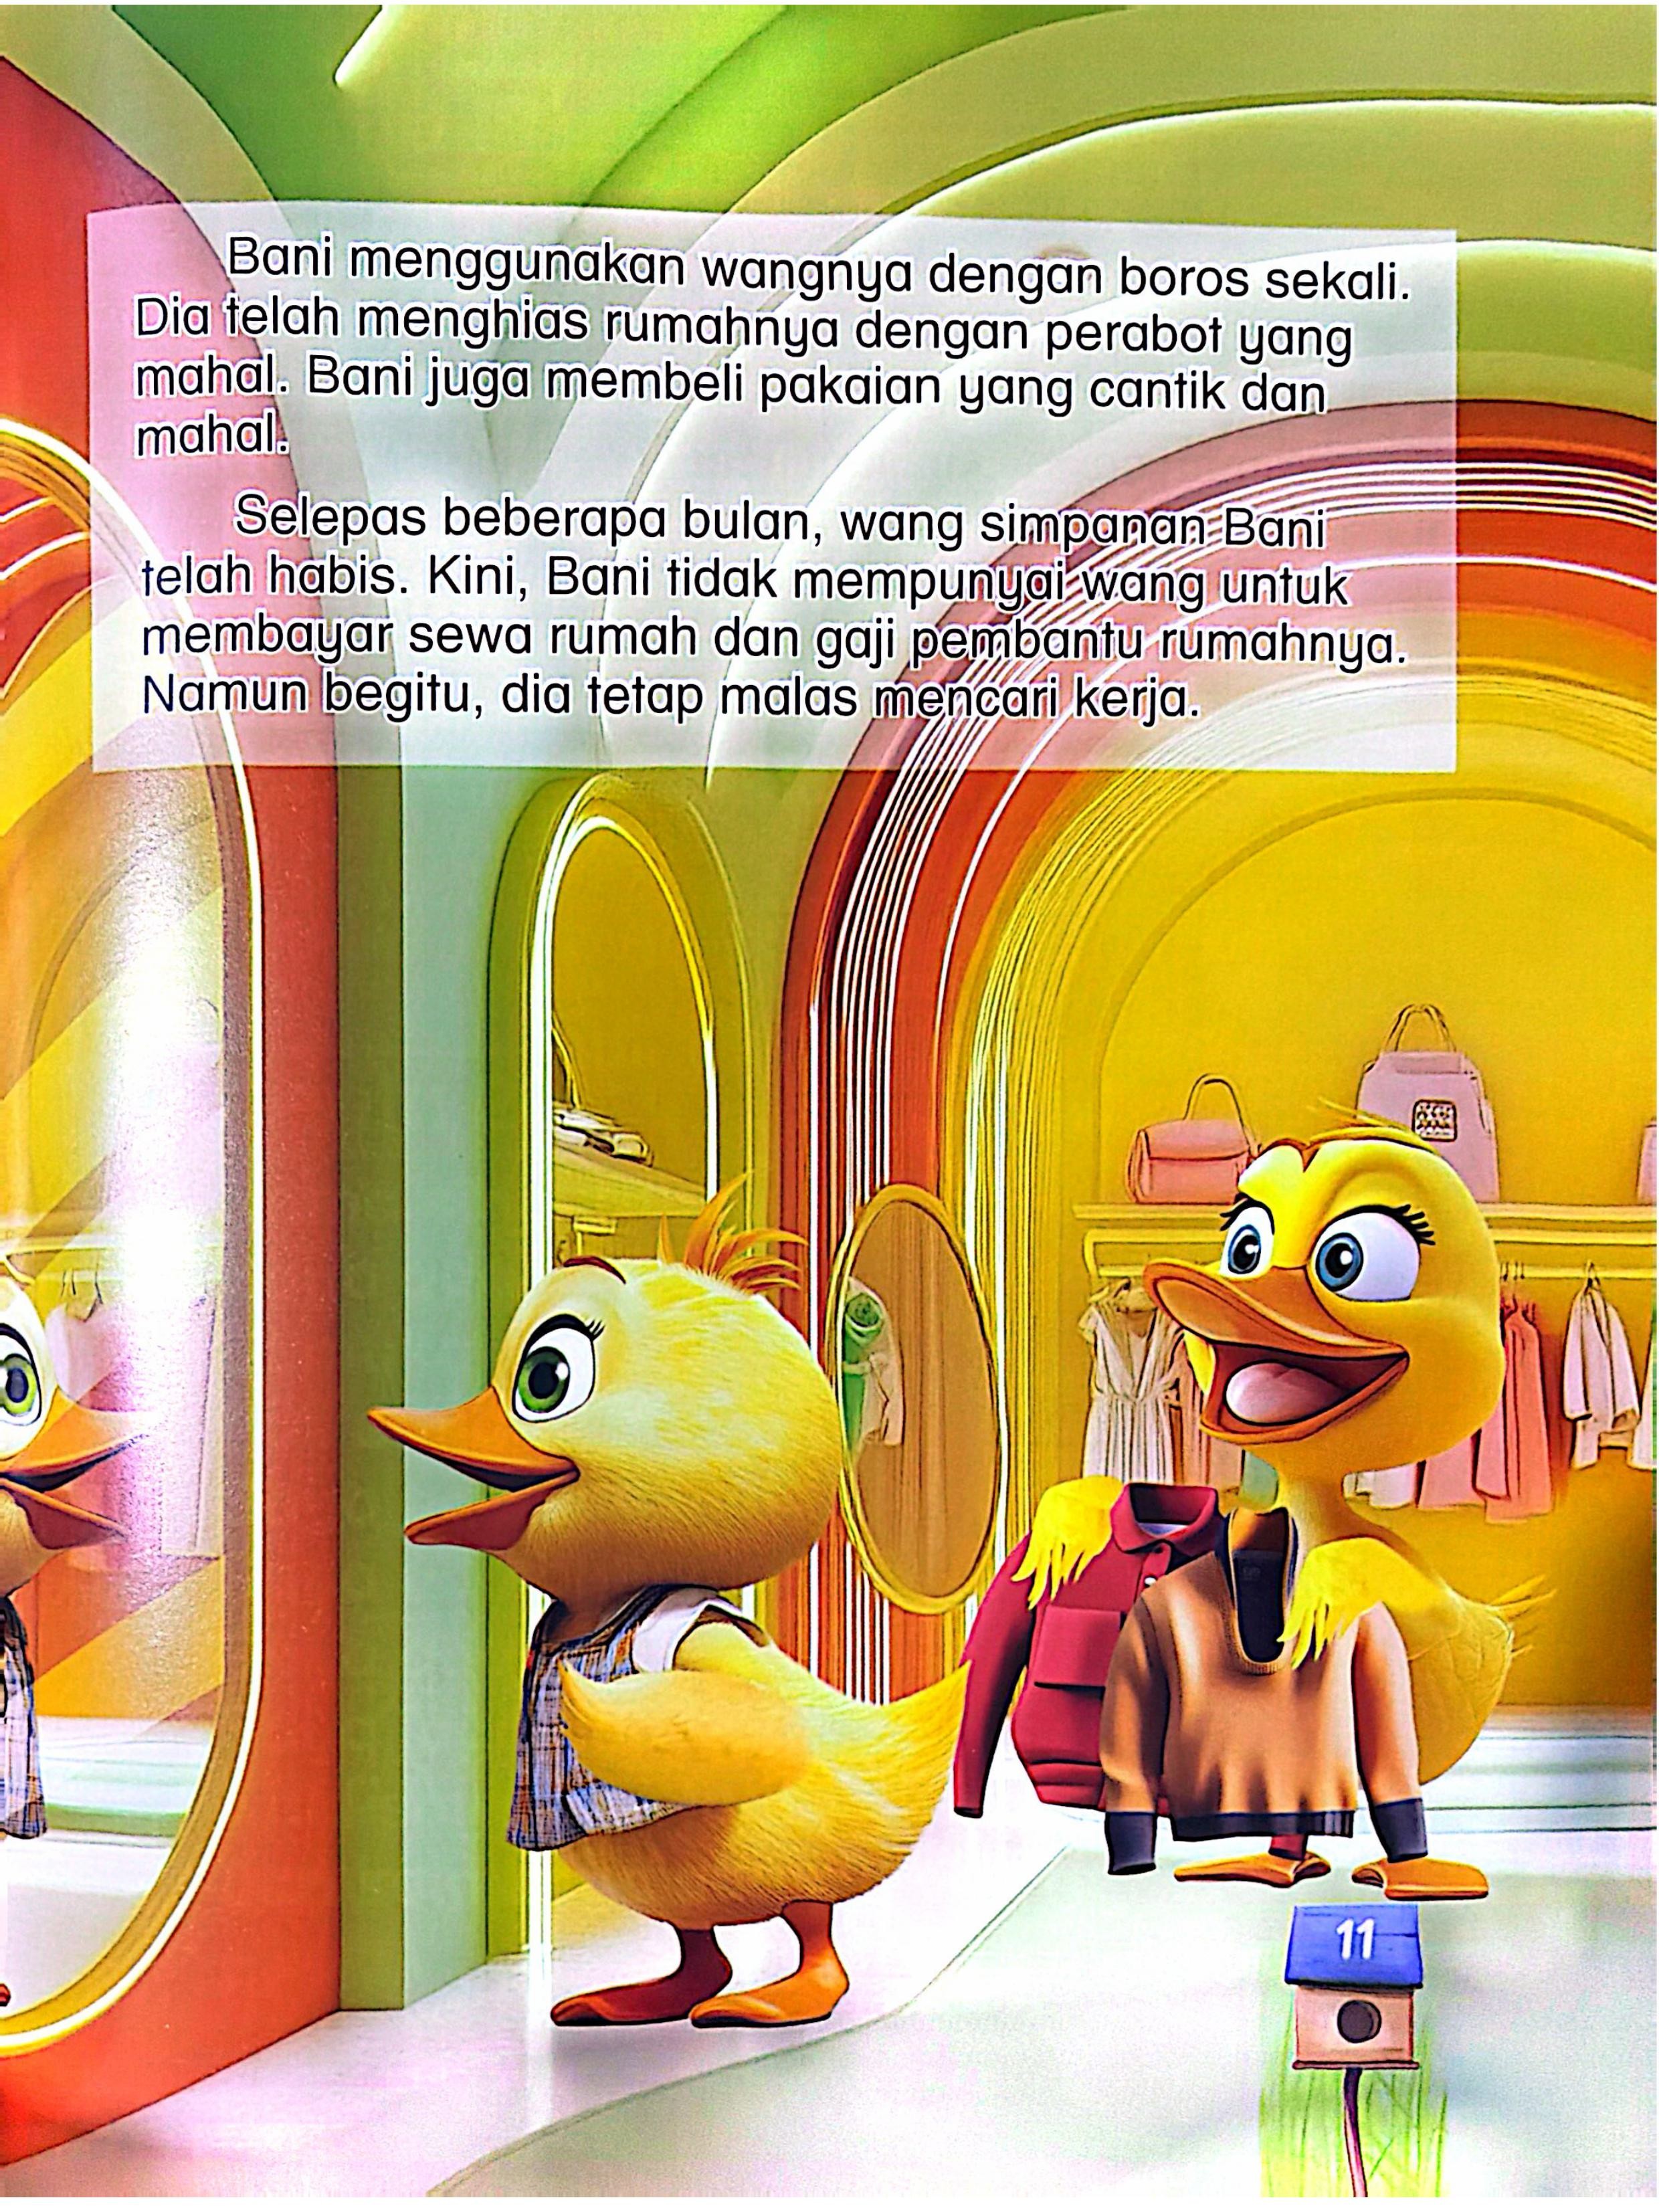 Bani menggunakan wangnya dengan boros sekali.
Dia telah menghias rumahnya dengan perabot yang
mahal. Bani juga membeli pakaian yang cantik dan
mahal.
Selepas beberapa bulan, wang simpanan Bani
telah habis. Kini, Bani tidak mempunyai wang untuk
membayar sewa rumah dan gaji pembantu rumahnya.
Namun begitu, dia tetap malas mencari kerja.
11